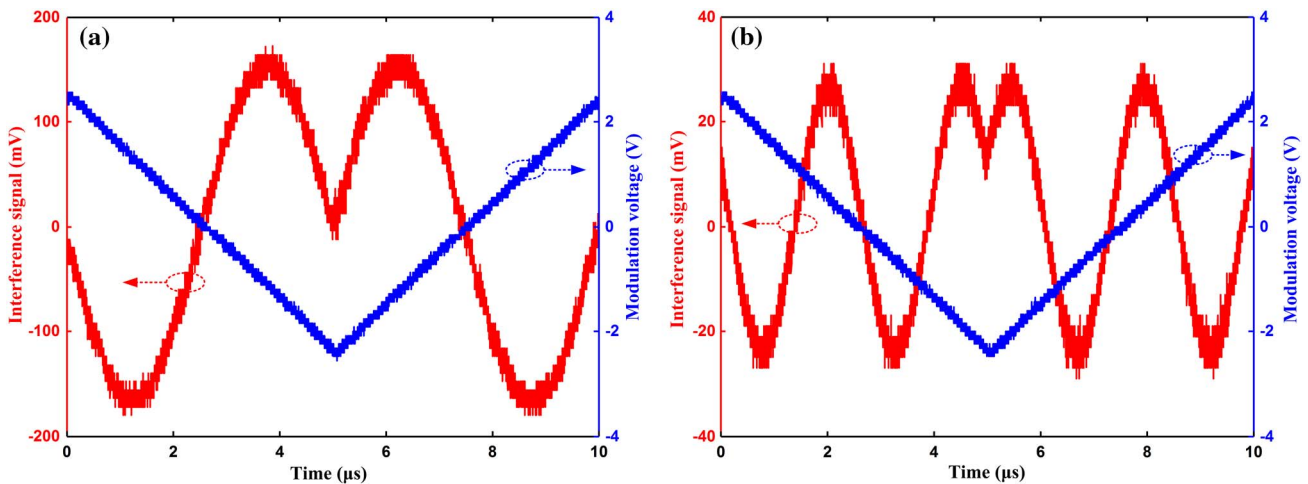 (a)
Interference signal (mV)
200
100
0
-100
-200
Modulation voltage (V)
4
2
0
-2
-4
0 2 4 6 8 10
Time (µs)
(b)
Interference signal (mV)
40
20
0
-20
-40
Modulation voltage (V)
4
2
0
-2
-4
0 2 4 6 8 10
Time (µs)